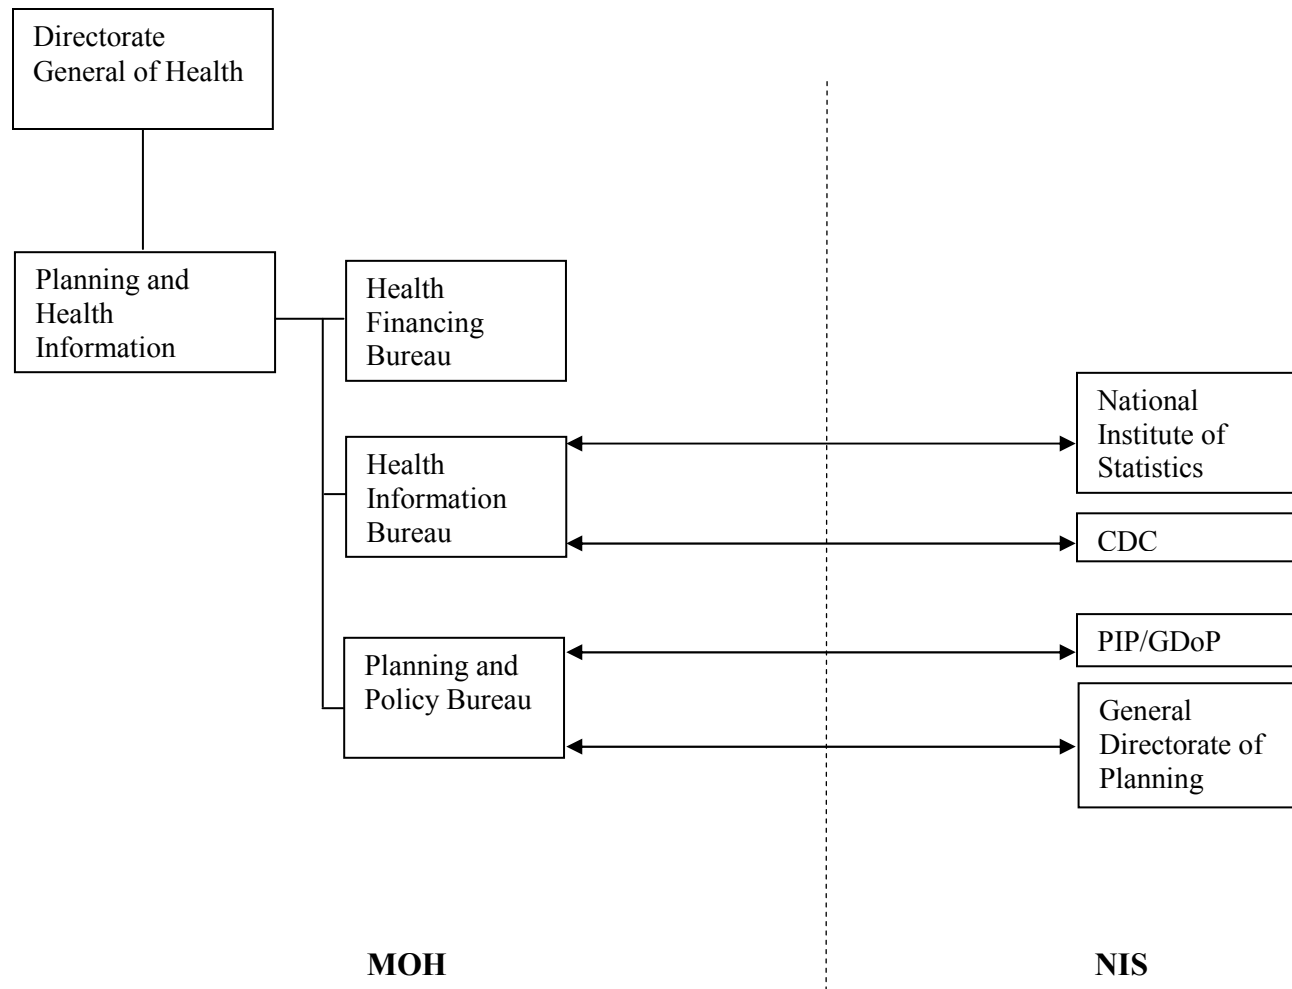 Directorate
General of Health
Planning and
Health
Information
Health
Financing
Bureau
Health
Information
Bureau
Planning and
Policy Bureau
National
Institute of
Statistics
CDC
PIP/GDoP
General
Directorate of
Planning
MOH
NIS